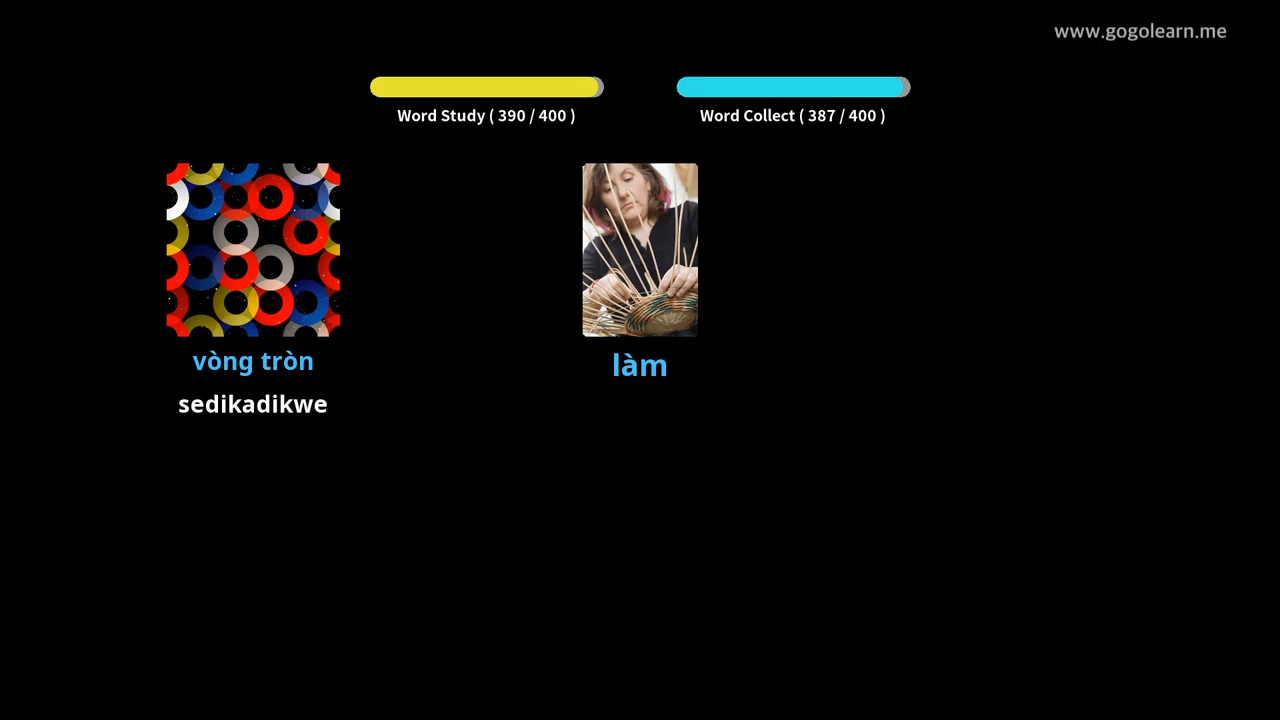 www.gogolearn.me
Word Study ( 390 / 400 )
Word Collect ( 387 / 400 )
vòng tròn
làm
sedikadikwe